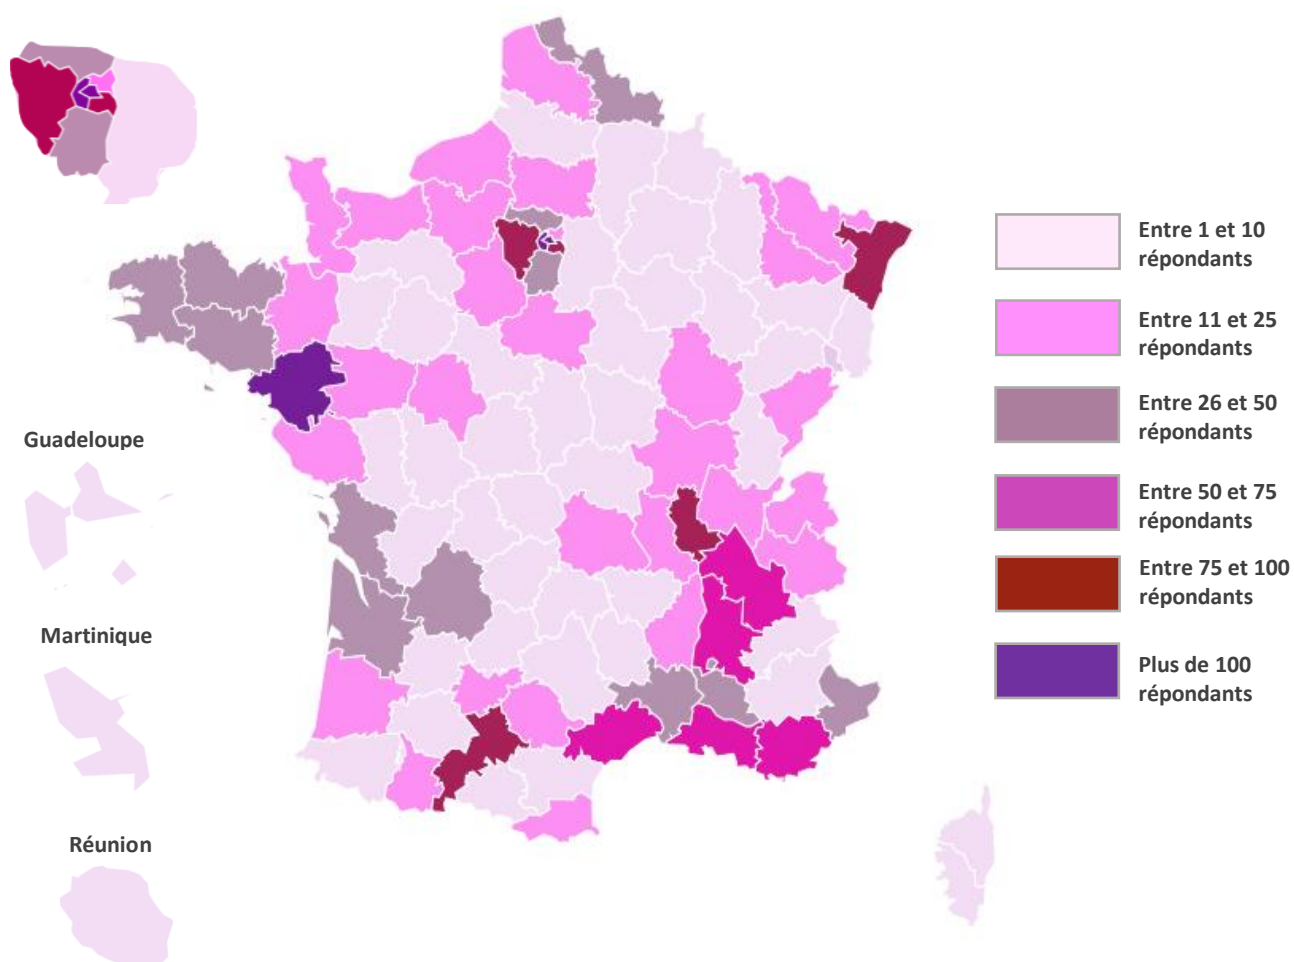 Guadeloupe
Martinique
Réunion
Entre 1 et 10
répondants
Entre 11 et 25
répondants
Entre 26 et 50
répondants
Entre 50 et 75
répondants
Entre 75 et 100
répondants
Plus de 100
répondants